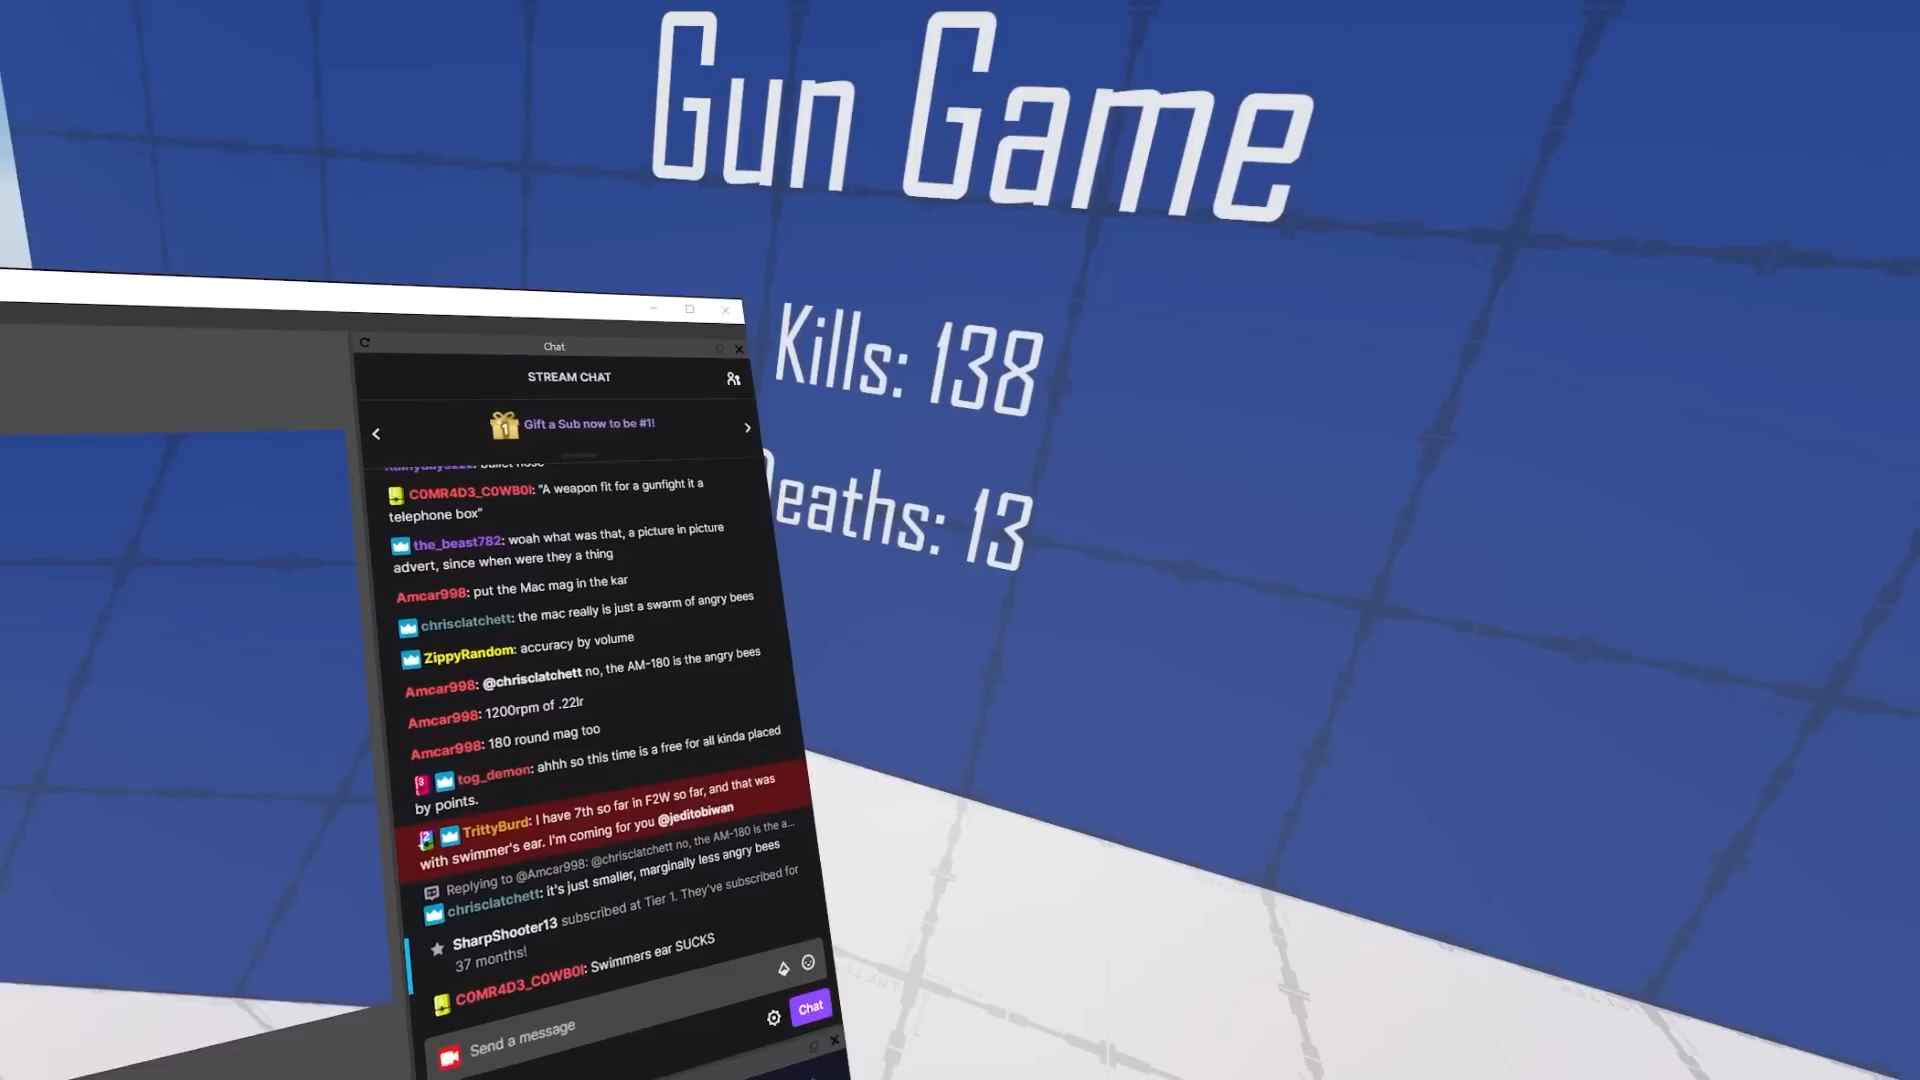 Gun Game
Kills: 138
Deaths: 13
Chat
STREAM CHAT
Gift a Sub now to be #1!
C0MR4D3_C0WB0I: "A weapon fit for a gunfight it a
telephone box"
the_beast782: woah what was that, a picture in picture
advert, since when were they a thing
Amcar998: put the Mac mag in the kar
chrisclatchett: the mac really is just a swarm of angry bees
ZippyRandom: accuracy by volume
Amcar998: @chrisclatchett no, the AM-180 is the angry bees
Amcar998: 1200rpm of .22lr
Amcar998: 180 round mag too
tog_demon: ahhh so this time is a free for all kinda placed
by points.
TrittyBurd: I have 7th so far in F2W so far, and that was
with swimmer's ear. I'm coming for you @jeditobiwan
Replying to @Amcar998: @chrisclatchett no, the AM-180 is the a...
chrisclatchett: it's just smaller, marginally less angry bees
SharpShooter13 subscribed at Tier 1. They've subscribed for
37 months!
C0MR4D3_C0WB0I: Swimmers ear SUCKS
Send a message
Chat